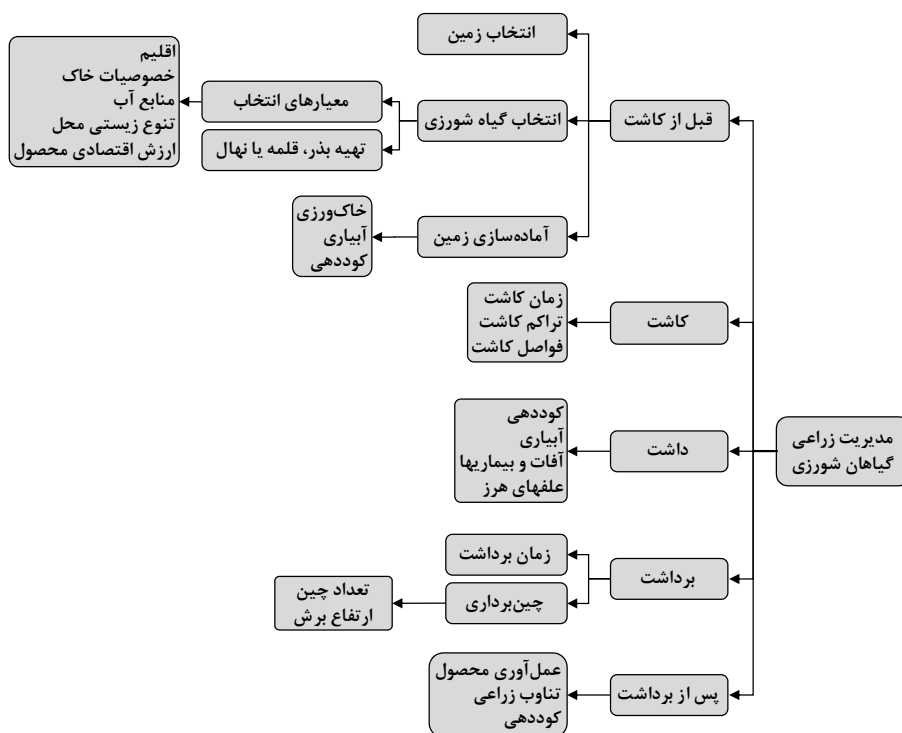 مدیریت زراعی
گیاهان شورزی
قبل از کاشت
انتخاب زمین
انتخاب گیاه شورزی
معیارهای انتخاب
اقلیم
خصوصیات خاک
منابع آب
تنوع زیستی محل
ارزش اقتصادی محصول
تهیه بذر، قلمه یا نهال
آماده‌سازی زمین
خاک‌ورزی
آبیاری
کوددهی
کاشت
زمان کاشت
تراکم کاشت
فواصل کاشت
داشت
کوددهی
آبیاری
آفات و بیماریها
علفهای هرز
برداشت
زمان برداشت
چین‌برداری
تعداد چین
ارتفاع برش
پس از برداشت
عمل‌آوری محصول
تناوب زراعی
کوددهی